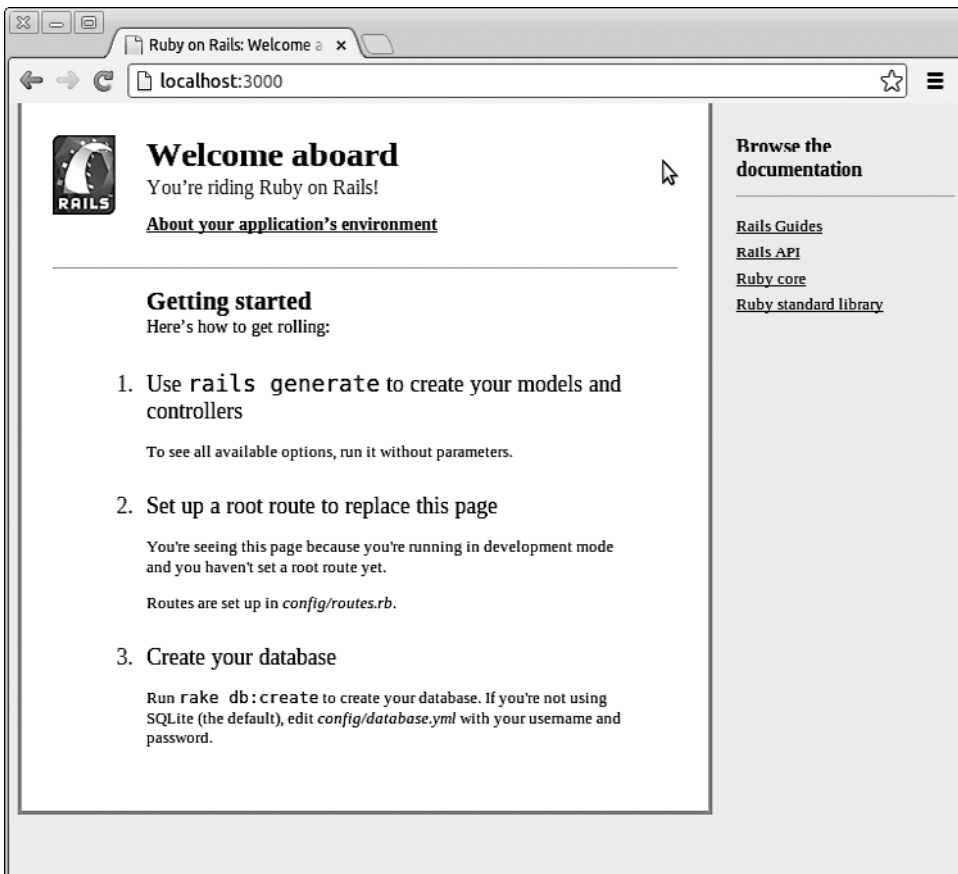 Ruby on Rails: Welcome a
localhost:3000
RAILS
Welcome aboard
You’re riding Ruby on Rails!
About your application’s environment
Getting started
Here’s how to get rolling:
1. Use rails generate to create your models and
controllers
To see all available options, run it without parameters.
2. Set up a root route to replace this page
You're seeing this page because you're running in development mode
and you haven't set a root route yet.
Routes are set up in config/routes.rb.
3. Create your database
Run rake db:create to create your database. If you're not using
SQLite (the default), edit config/database.yml with your username and
password.
Browse the
documentation
Rails Guides
Rails API
Ruby core
Ruby standard library